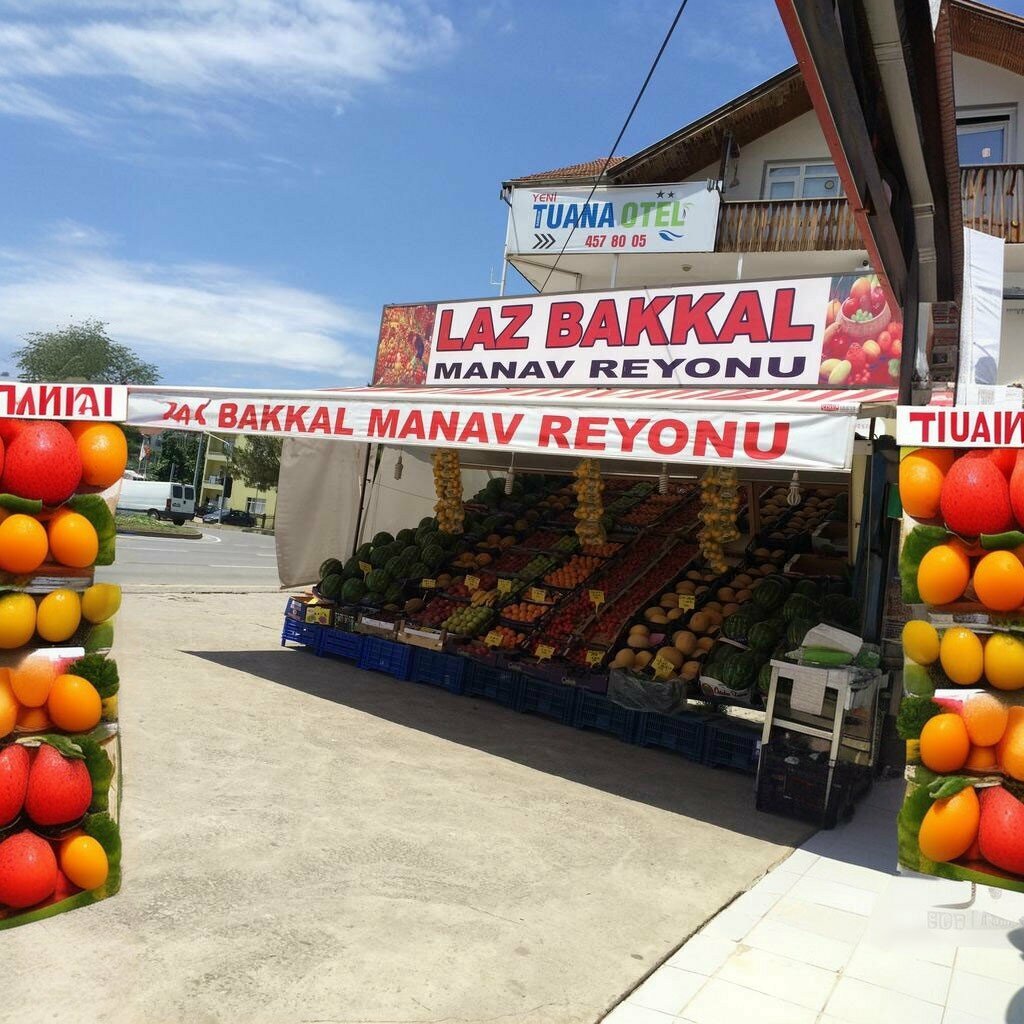 YENİ
TUANA OTEL
457 80 05
LAZ BAKKAL
MANAV REYONU
BAKKAL MANAV REYONU